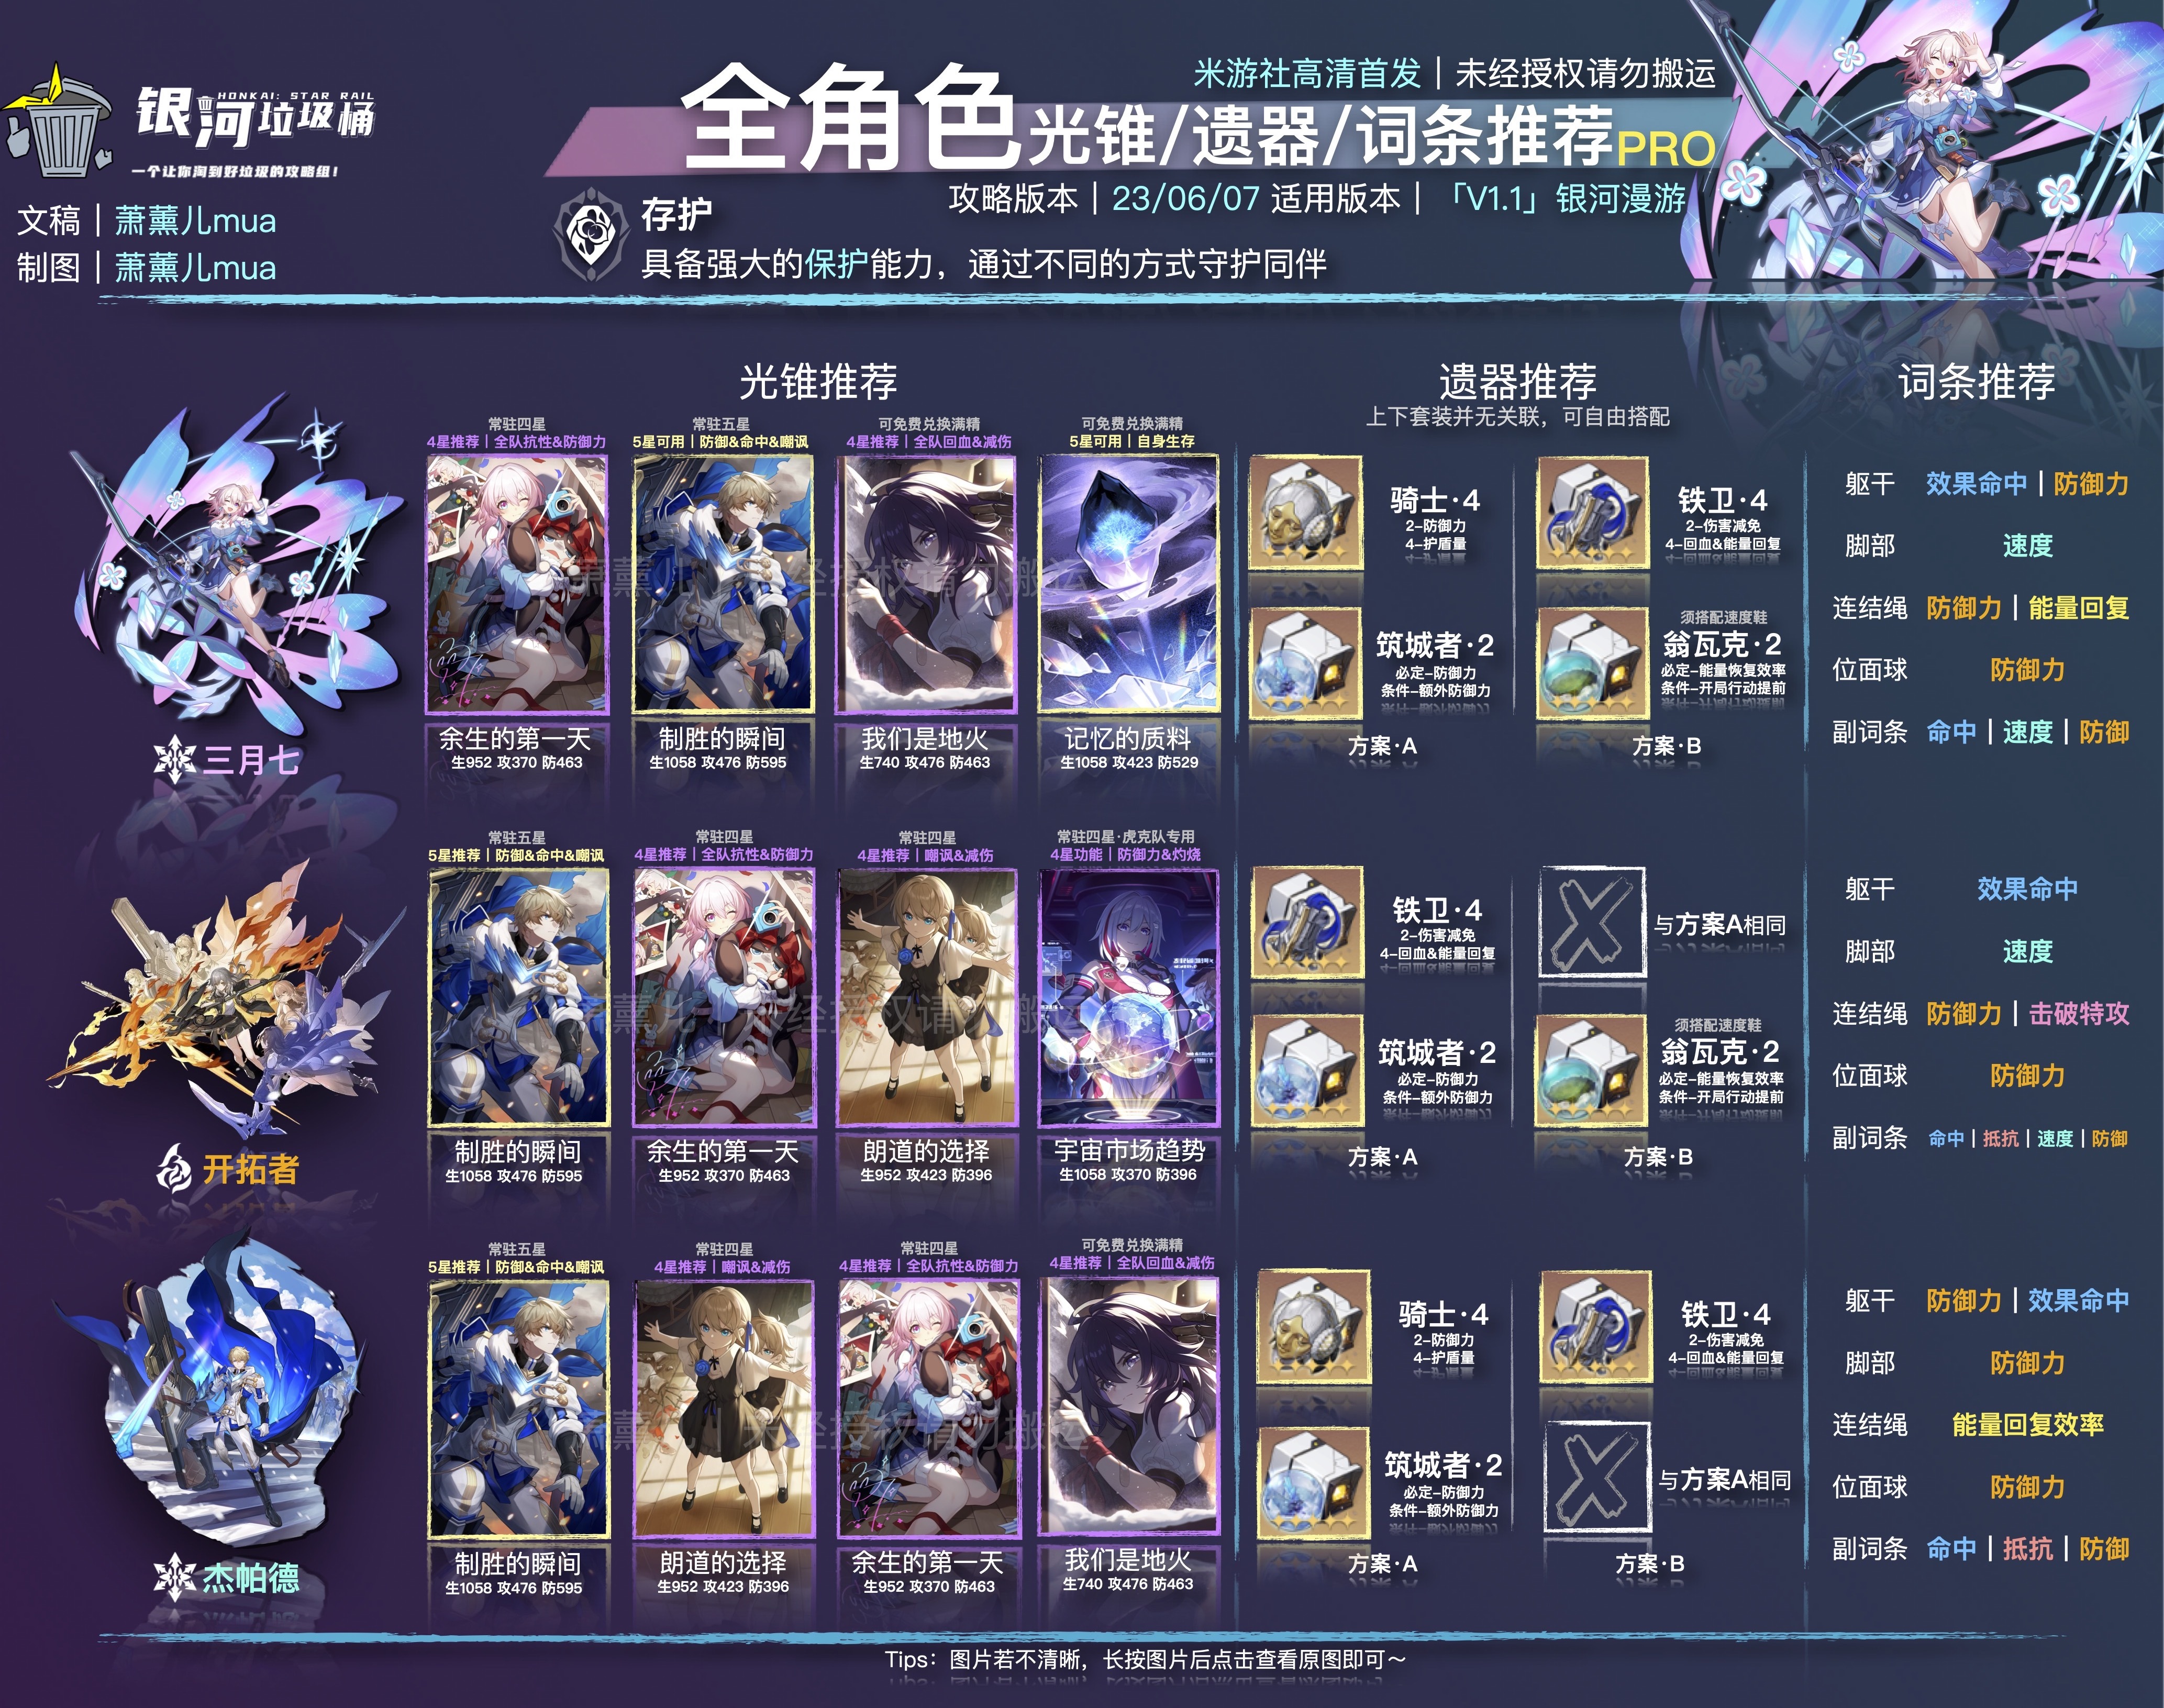 银河垃圾桶
HONKAI: STAR RAIL
一个让你淘到好垃圾的攻略组!
文稿｜萧薰儿mua
制图｜萧薰儿mua
米游社高清首发｜未经授权请勿搬运
全角色光锥/遗器/词条推荐PRO
攻略版本｜23/06/07 适用版本｜「V1.1」银河漫游
存护
具备强大的保护能力，通过不同的方式守护同伴
光锥推荐
遗器推荐
上下套装并无关联，可自由搭配
词条推荐
三月七
常驻四星
4星推荐｜全队抗性&防御力
余生的第一天
生952 攻370 防463
常驻五星
5星可用｜防御&命中&嘲讽
制胜的瞬间
生1058 攻476 防595
可免费兑换满精
4星推荐｜全队回血&减伤
我们是地火
生740 攻476 防463
可免费兑换满精
5星可用｜自身生存
记忆的质料
生1058 攻423 防529
骑士·4
2-防御力
4-护盾量
筑城者·2
必定-防御力
条件-额外防御力
方案·A
铁卫·4
2-伤害减免
4-回血&能量回复
须搭配速度鞋
翁瓦克·2
必定-能量恢复效率
条件-开局行动提前
方案·B
躯干 效果命中｜防御力
脚部 速度
连结绳 防御力｜能量回复
位面球 防御力
副词条 命中｜速度｜防御
萧薰儿｜未经授权请勿搬运
开拓者
常驻五星
5星推荐｜防御&命中&嘲讽
制胜的瞬间
生1058 攻476 防595
常驻四星
4星推荐｜全队抗性&防御力
余生的第一天
生952 攻370 防463
常驻四星
4星推荐｜嘲讽&减伤
朗道的选择
生952 攻423 防396
常驻四星·虎克队专用
4星功能｜防御力&灼烧
宇宙市场趋势
生1058 攻370 防396
铁卫·4
2-伤害减免
4-回血&能量回复
筑城者·2
必定-防御力
条件-额外防御力
方案·A
与方案A相同
须搭配速度鞋
翁瓦克·2
必定-能量恢复效率
条件-开局行动提前
方案·B
躯干 效果命中
脚部 速度
连结绳 防御力｜击破特攻
位面球 防御力
副词条 命中｜抵抗｜速度｜防御
萧薰儿｜未经授权请勿搬运
杰帕德
常驻五星
5星推荐｜防御&命中&嘲讽
制胜的瞬间
生1058 攻476 防595
常驻四星
4星推荐｜嘲讽&减伤
朗道的选择
生952 攻423 防396
常驻四星
4星推荐｜全队抗性&防御力
余生的第一天
生952 攻370 防463
可免费兑换满精
4星推荐｜全队回血&减伤
我们是地火
生740 攻476 防463
骑士·4
2-防御力
4-护盾量
筑城者·2
必定-防御力
条件-额外防御力
方案·A
铁卫·4
2-伤害减免
4-回血&能量回复
与方案A相同
方案·B
躯干 防御力｜效果命中
脚部 防御力
连结绳 能量回复效率
位面球 防御力
副词条 命中｜抵抗｜防御
萧薰儿｜未经授权请勿搬运
Tips：图片若不清晰，长按图片后点击查看原图即可～